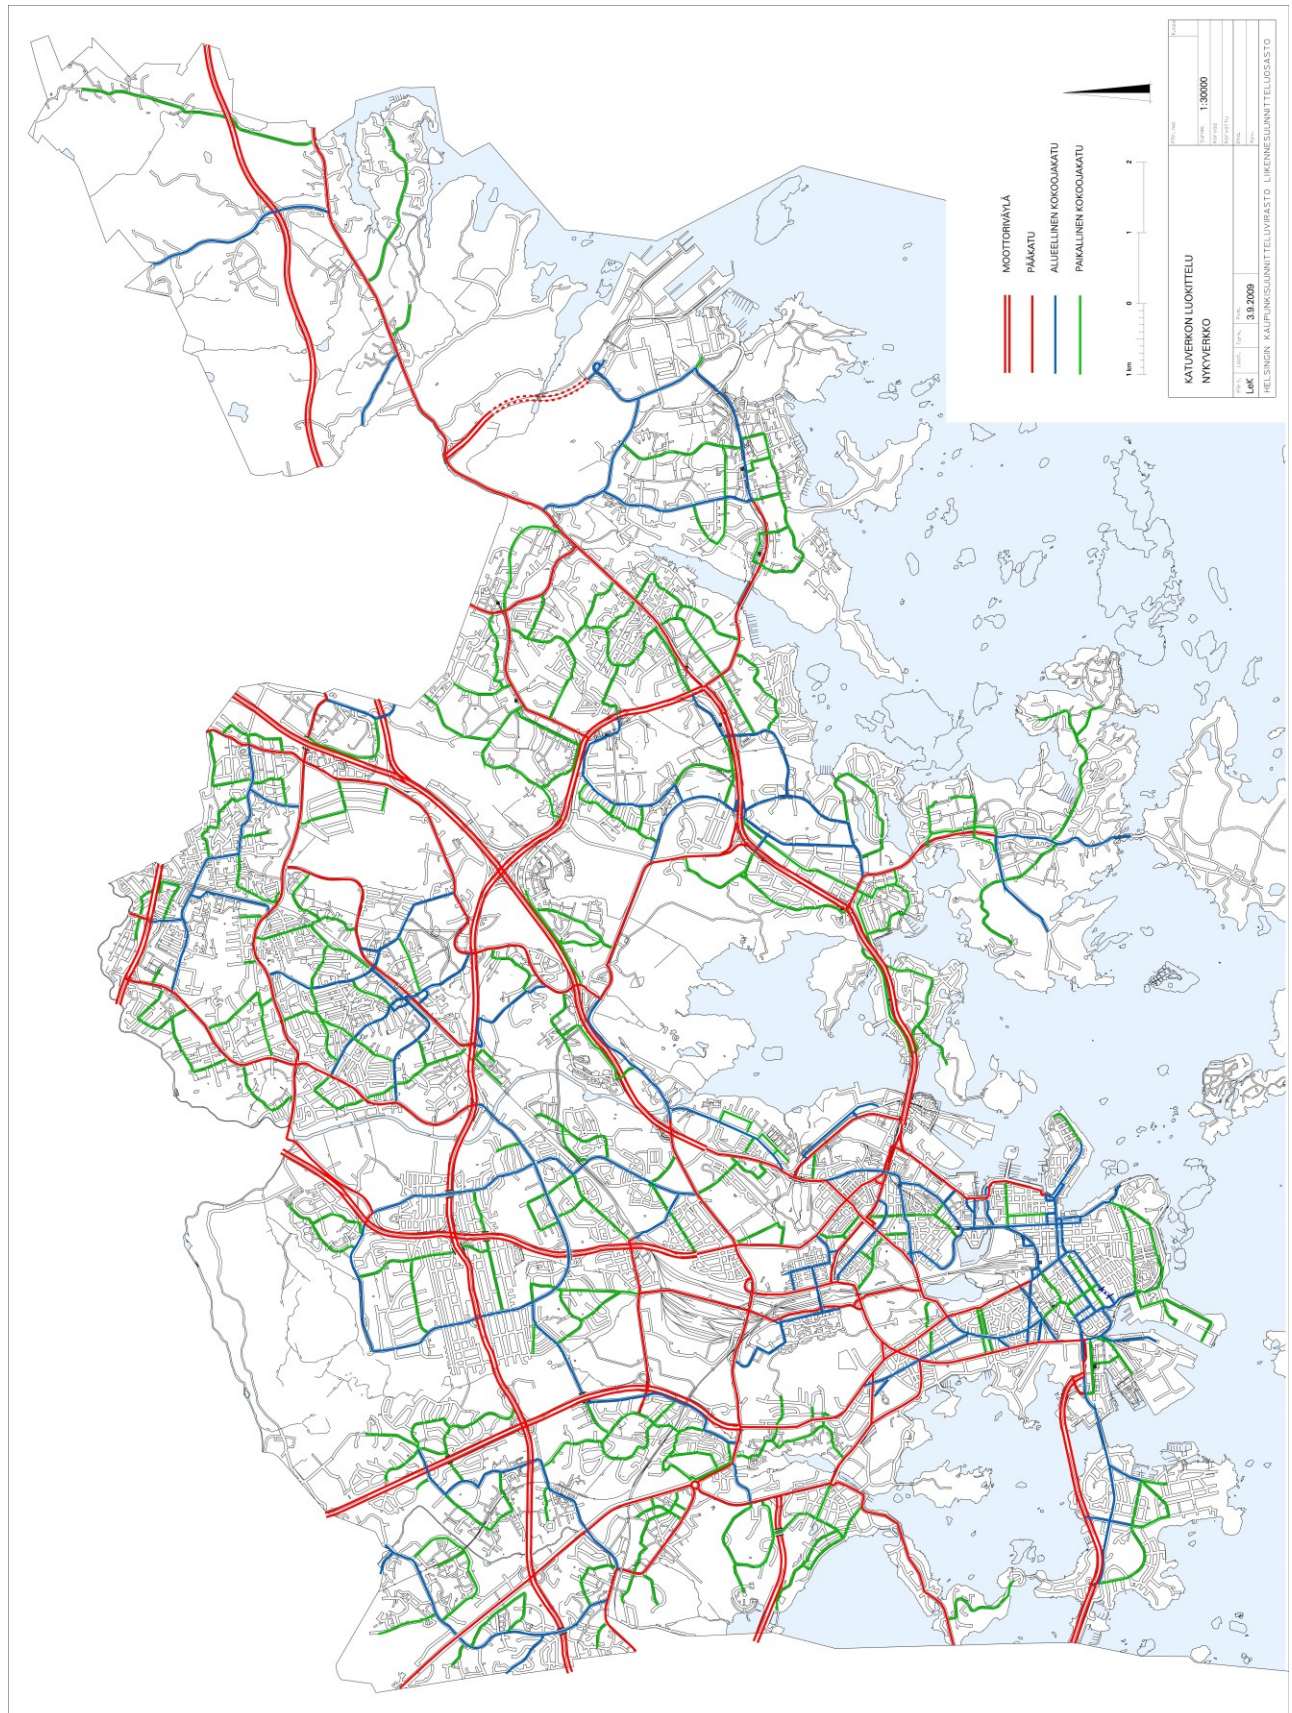 MOOTTORIVÄYLÄ
PÄÄKATU
ALUEELLINEN KOKOOJAKATU
PAIKALLINEN KOKOOJAKATU
1 km 0 1 2
KATUVERKON LUOKITTELU
NYKYVERKKO
1:30000
LeK 3.9.2009
HELSINGIN KAUPUNKISUUNNITTELUVIRASTO LIIKENNESUUNNITTELUOSASTO